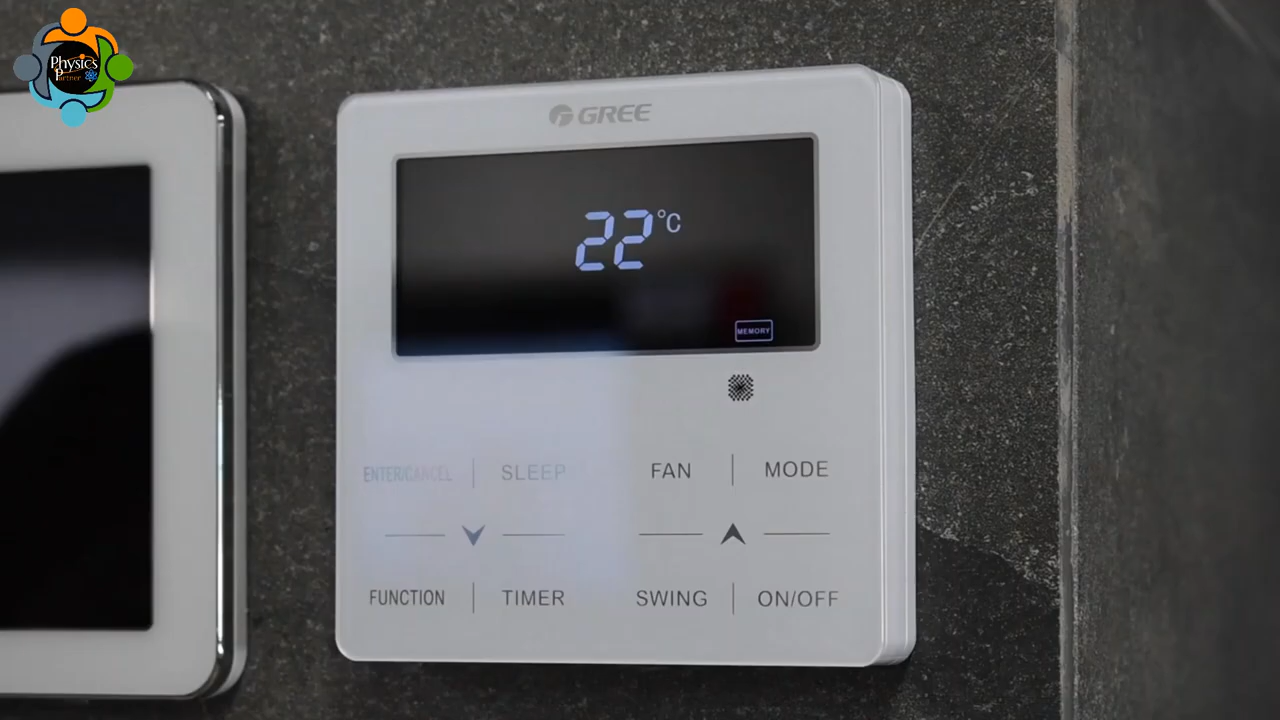 Physics
Partner
GREE
22°C
MEMORY
ENTER/CANCEL SLEEP FAN MODE
FUNCTION TIMER SWING ON/OFF